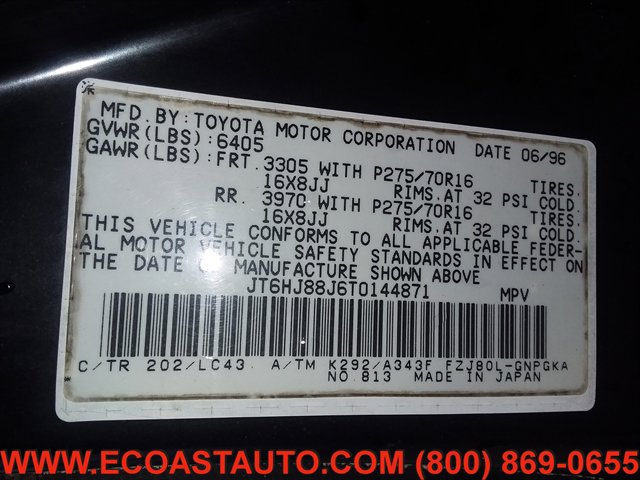 MFD.BY:TOYOTA MOTOR CORPORATION DATE 06/96
GVWR(LBS):6405
GAWR(LBS):FRT. 3305 WITH P275/70R16 TIRES.
16X8JJ RIMS.AT 32 PSI COLD.
RR. 3970 WITH P275/70R16 TIRES.
16X8JJ RIMS.AT 32 PSI COLD.
THIS VEHICLE CONFORMS TO ALL APPLICABLE FEDER-
AL MOTOR VEHICLE SAFETY STANDARDS IN EFFECT ON
THE DATE OF MANUFACTURE SHOWN ABOVE
JT6HJ88J6T0144871 MPV
C/TR 202/LC43 A/TM K292/A343F FZJ80L-GNPGKA
NO.813 MADE IN JAPAN
WWW.ECOASTAUTO.COM (800) 869-0655